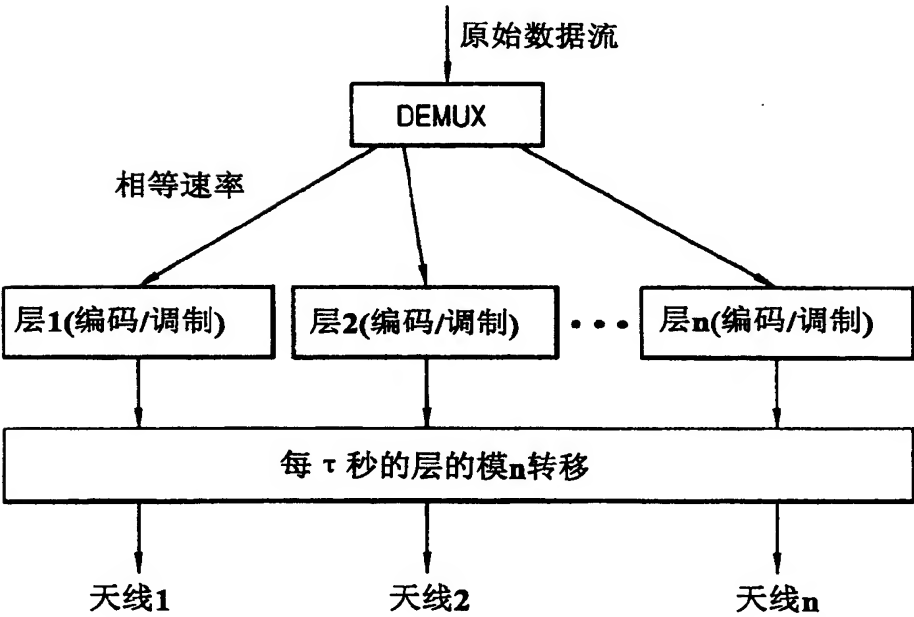 原始数据流
DEMUX
相等速率
层1(编码/调制)
层2(编码/调制)
层n(编码/调制)
每τ秒的层的模n转移
天线1
天线2
天线n